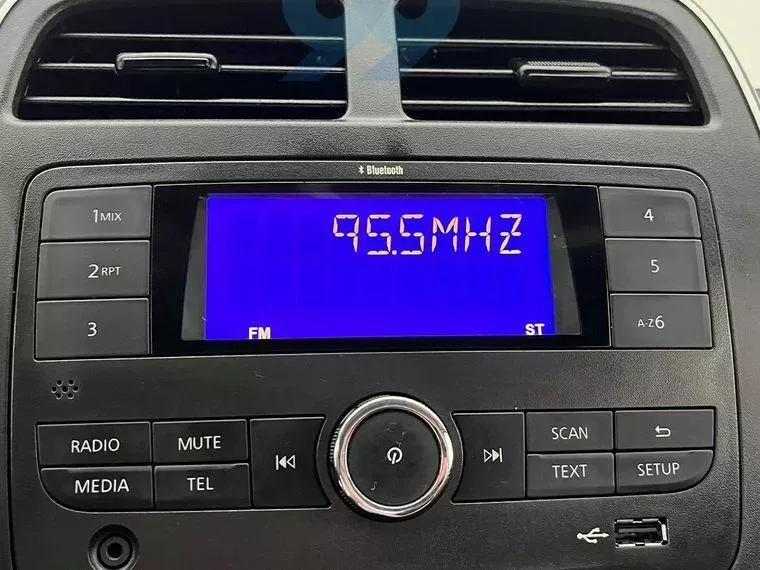 Bluetooth
1MIX
95.5MHZ
4
2RPT
5
3
FM
ST
A-Z6
RADIO
MUTE
SCAN
MEDIA
TEL
TEXT
SETUP